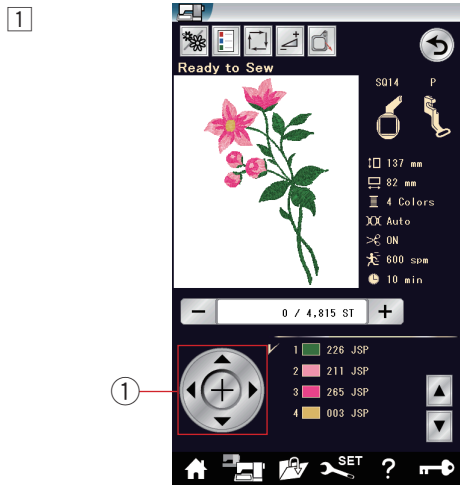 1
Ready to Sew
SQ14 P
137 mm
82 mm
4 Colors
Auto
ON
600 spm
10 min
− 0 / 4,815 ST +
1 226 JSP
2 211 JSP
3 265 JSP
4 003 JSP
1
SET ?